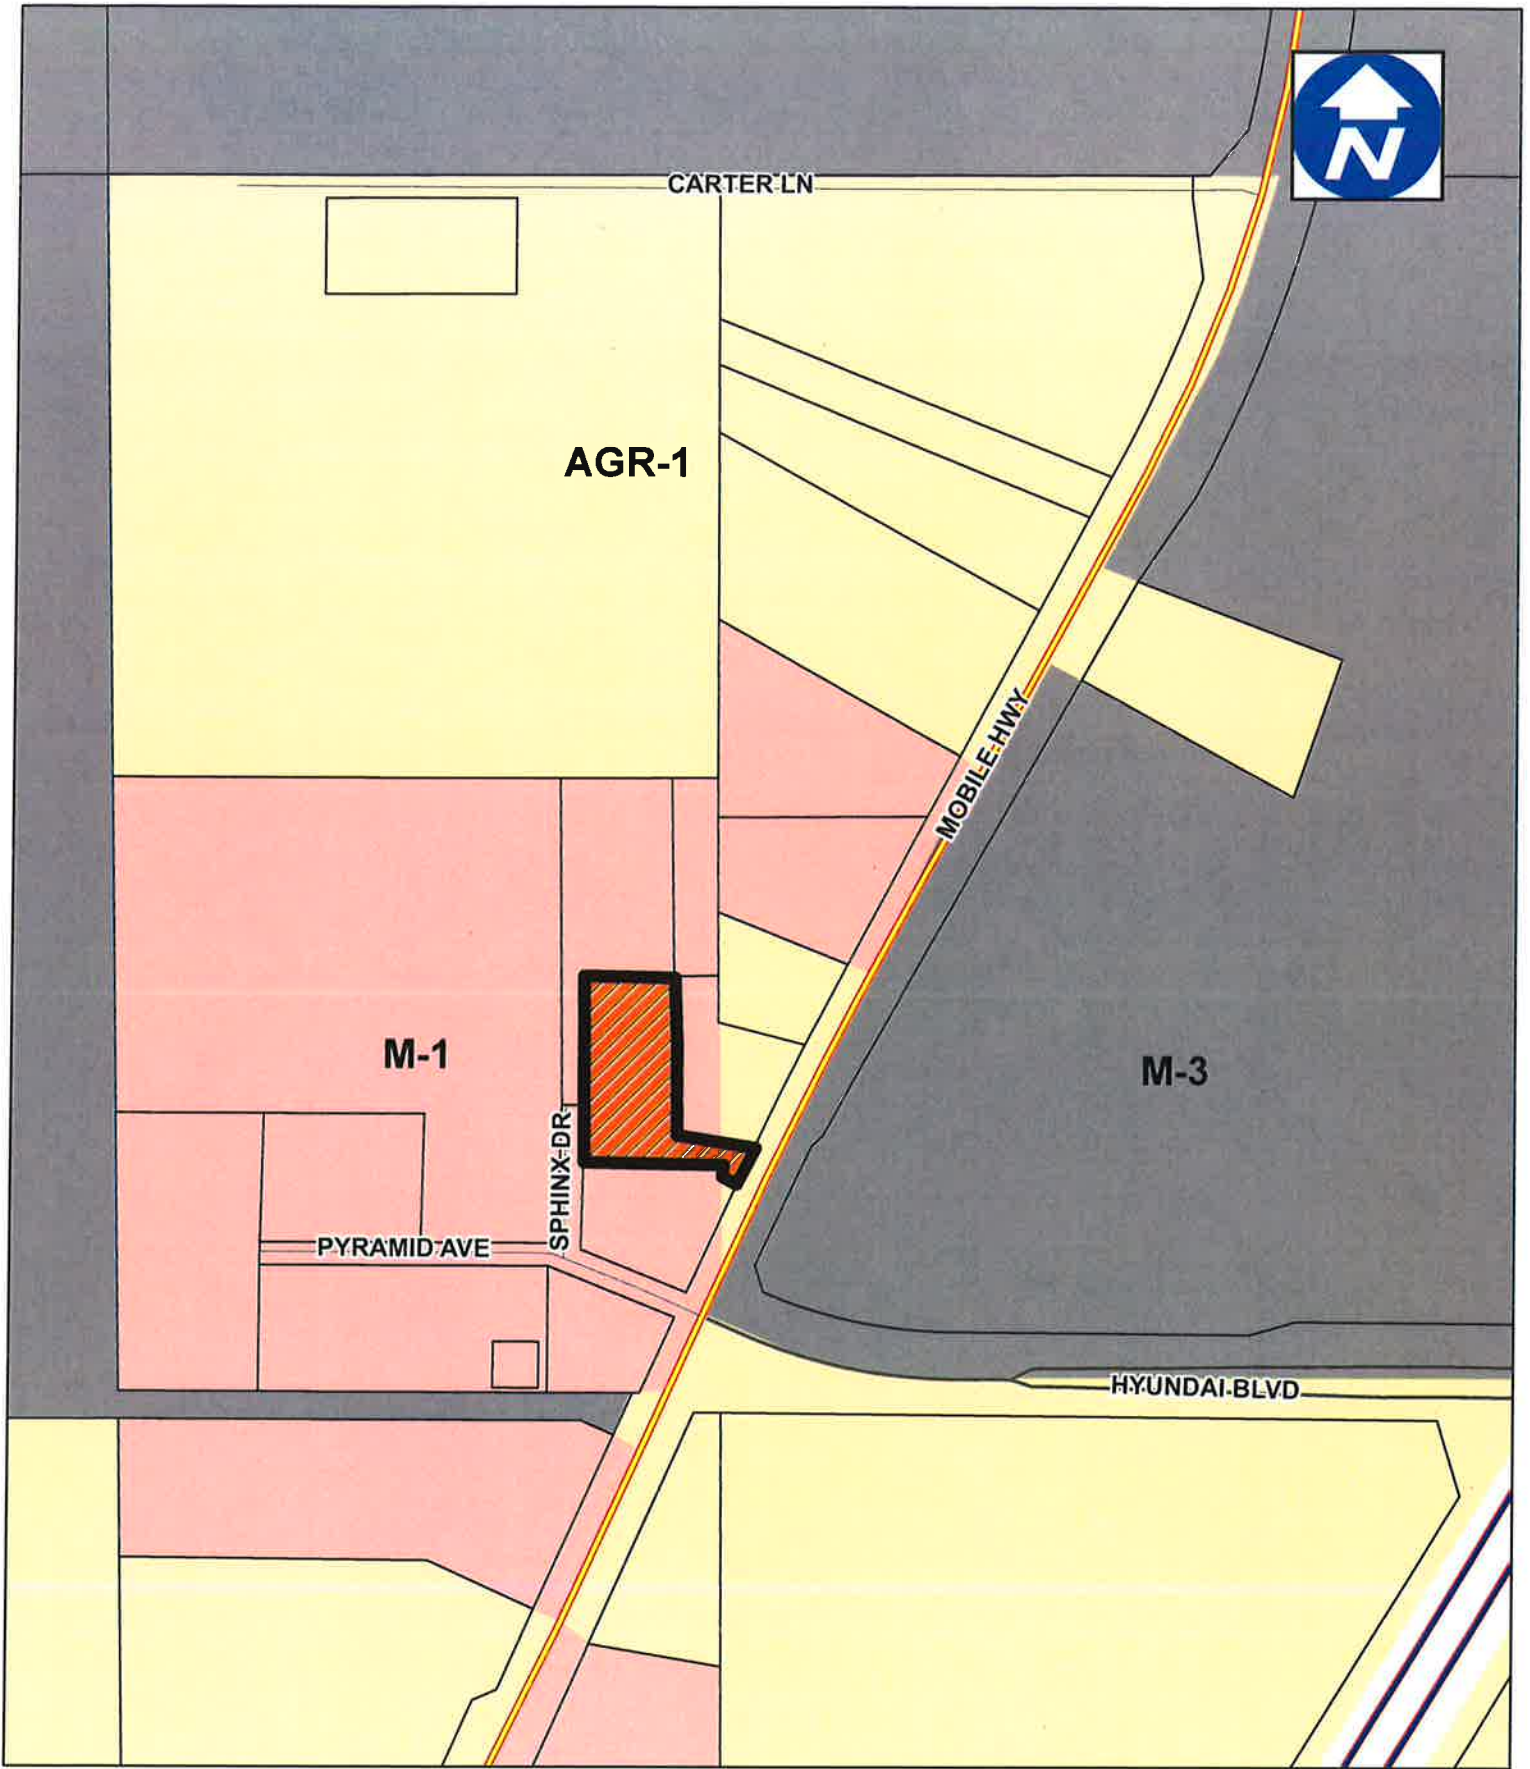 N
CARTER LN
AGR-1
MOBILE HWY
M-1
M-3
SPHINX DR
PYRAMID AVE
HYUNDAI BLVD